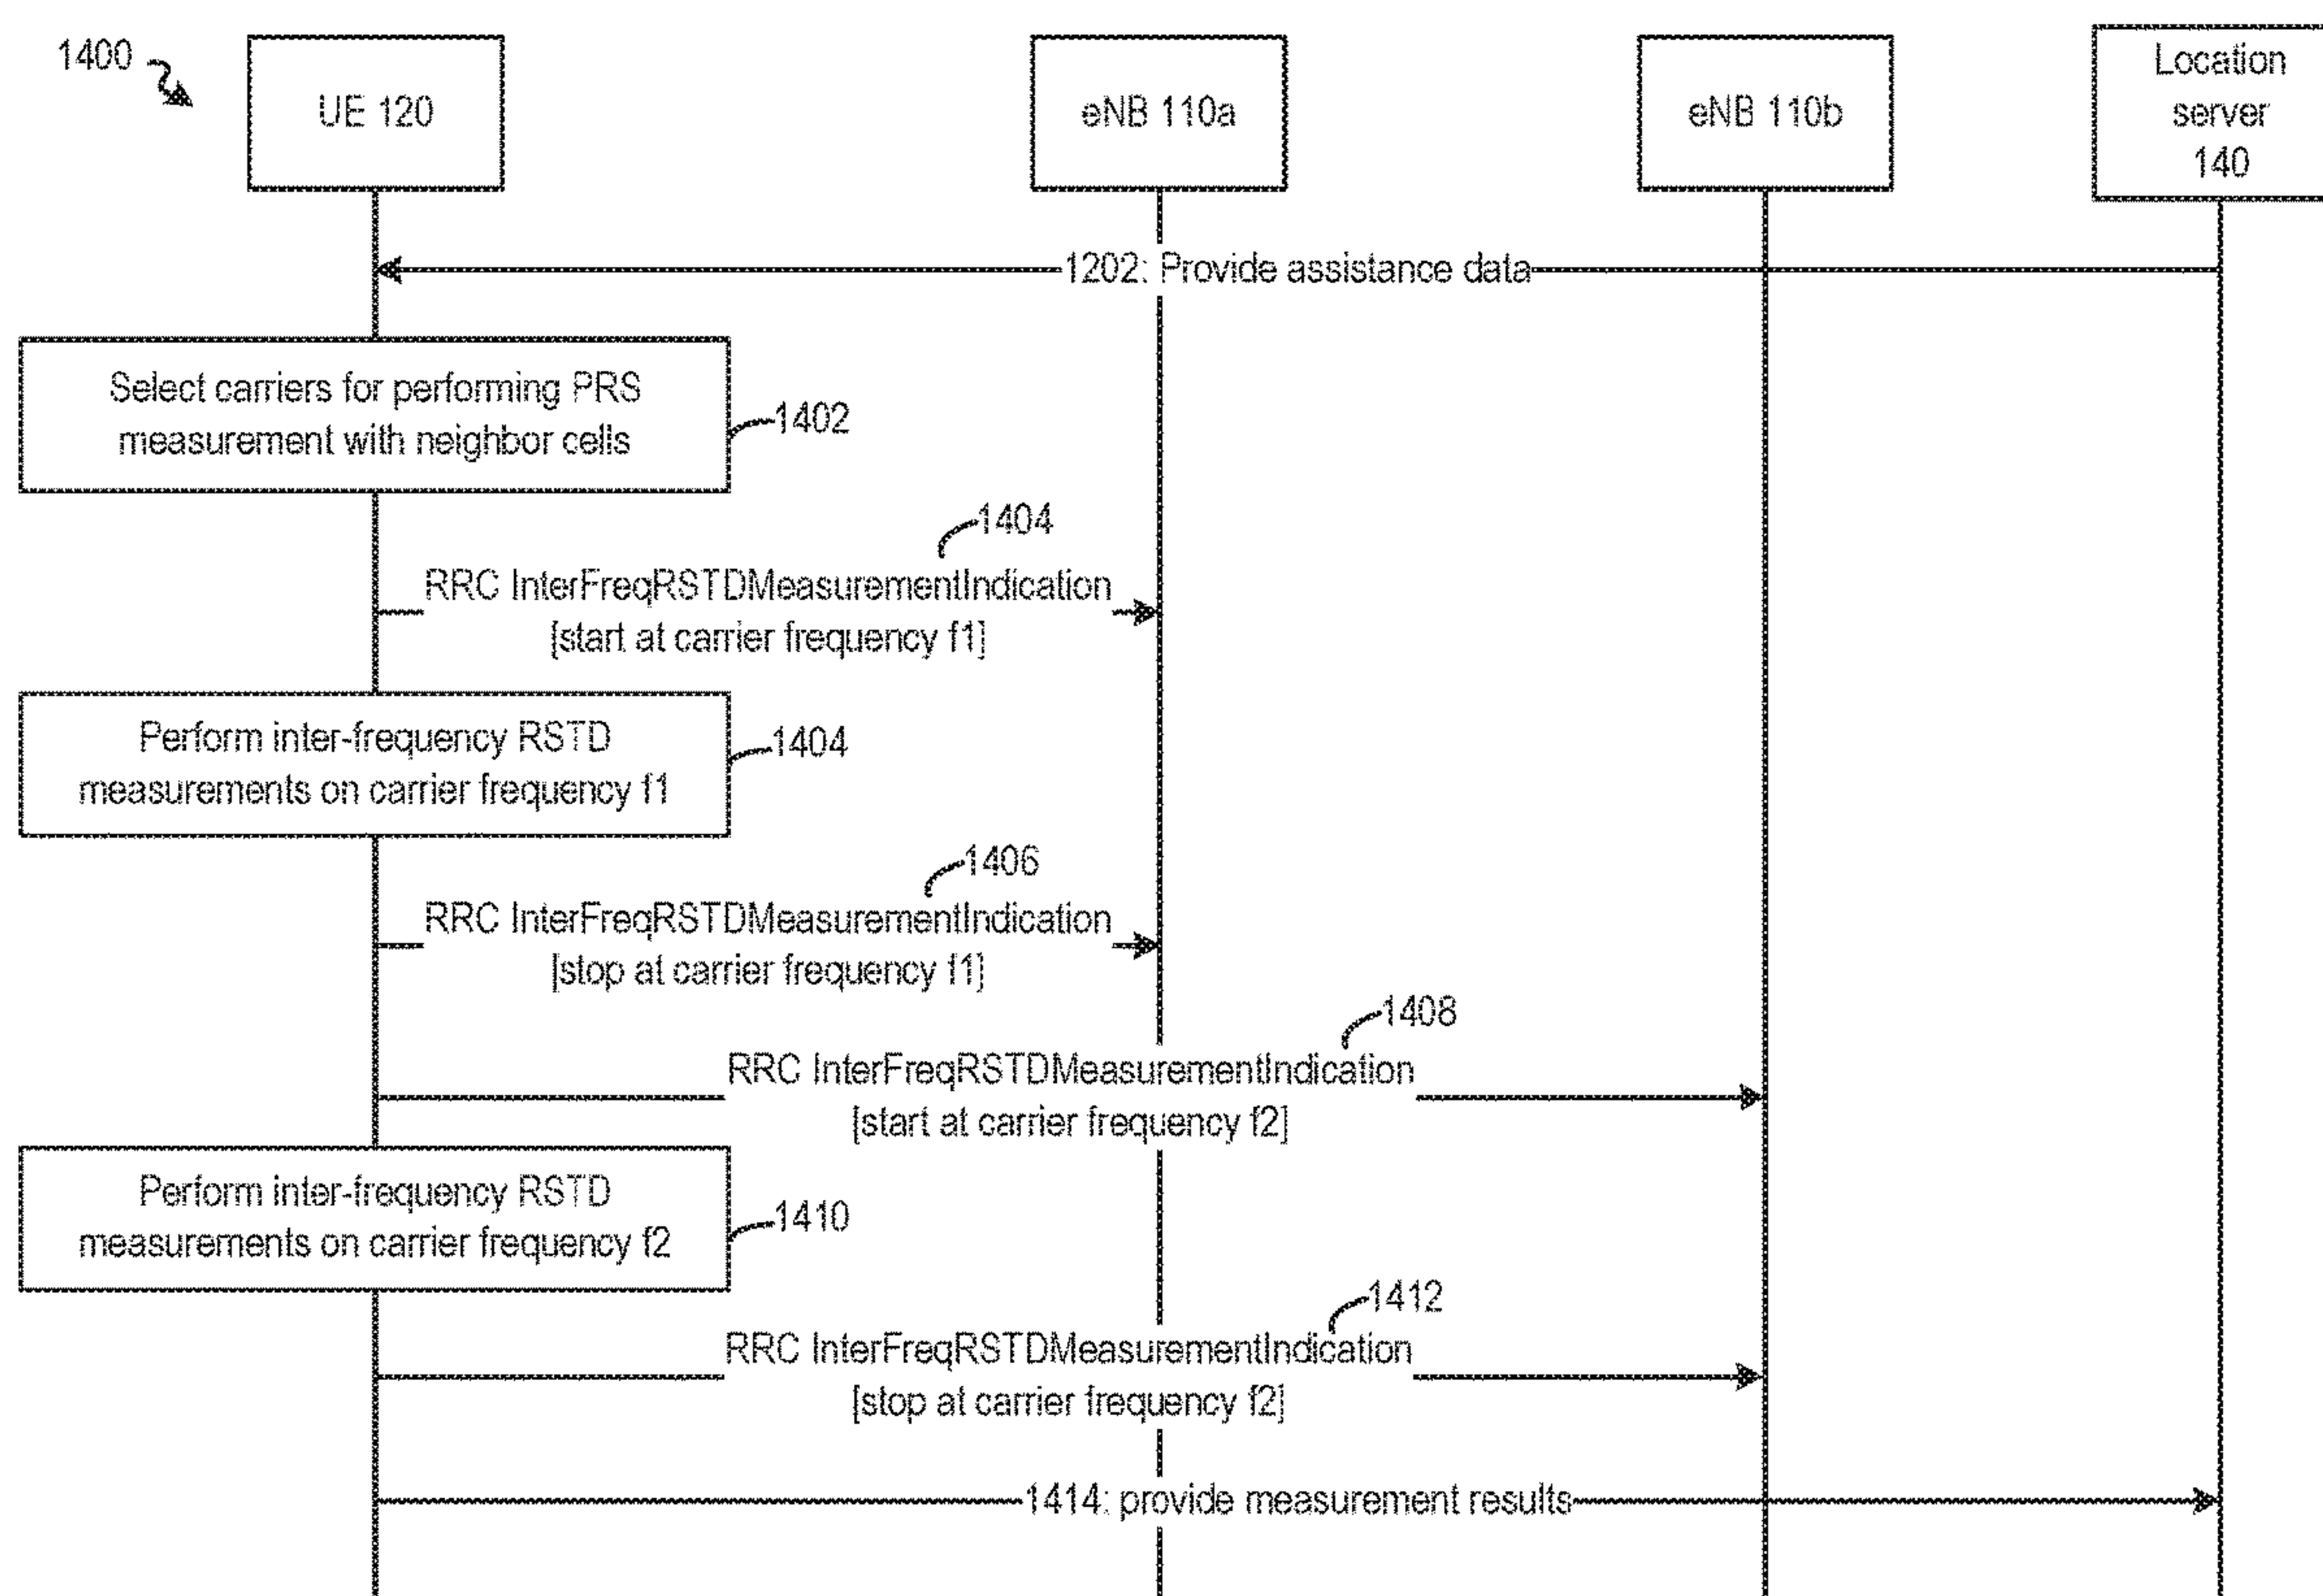 1400
UE 120
eNB 110a
eNB 110b
Location
server
140
1202: Provide assistance data
Select carriers for performing PRS
measurement with neighbor cells
1402
1404
RRC InterFreqRSTDMeasurementIndication
[start at carrier frequency f1]
Perform inter-frequency RSTD
measurements on carrier frequency f1
1404
1406
RRC InterFreqRSTDMeasurementIndication
[stop at carrier frequency f1]
1408
RRC InterFreqRSTDMeasurementIndication
[start at carrier frequency f2]
Perform inter-frequency RSTD
measurements on carrier frequency f2
1410
1412
RRC InterFreqRSTDMeasurementIndication
[stop at carrier frequency f2]
1414: provide measurement results